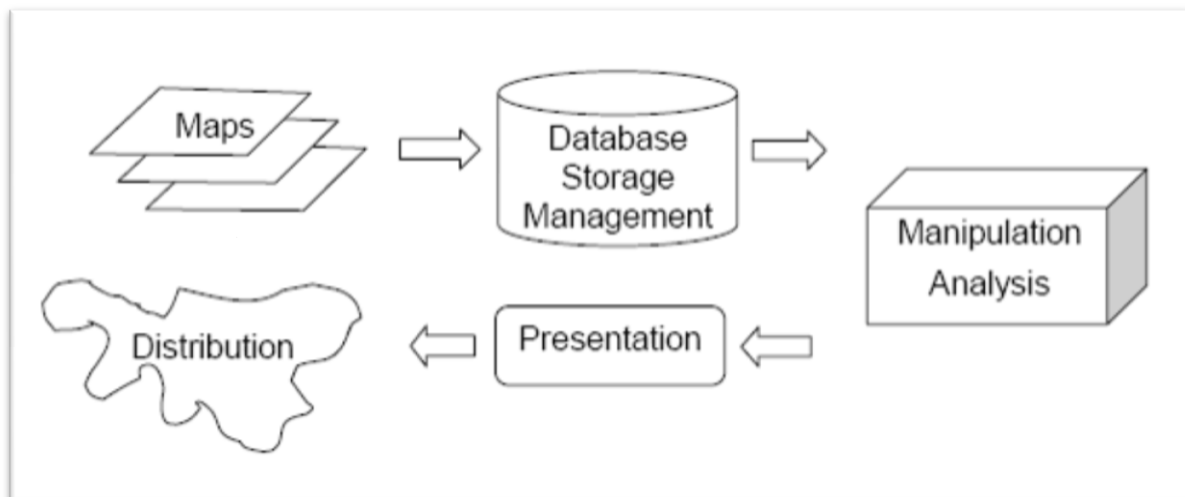 Maps
Database
Storage
Management
Manipulation
Analysis
Presentation
Distribution